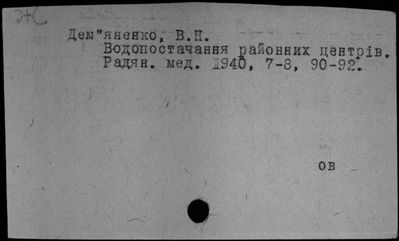 Дем"яненко, В.Н.
Водопостачання районних центрів.
Радян. мед. 1940, 7-8, 90-92.
ов